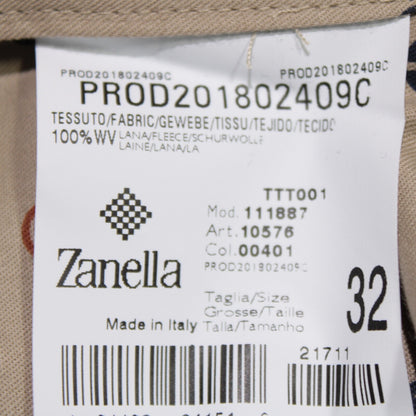 PROD201802409C PROD201802409C
PROD201802409C
TESSUTO/FABRIC/GEWEBE/TISSU/TEJIDO/TECIDO
100%WV LANA/FLEECE/SCHURWOLLE
LAINE/LANA/LA
TTT001
Mod. 111887
Art. 10576
Col. 00401
PROD201802409C
Zanella
Taglia/Size
Grosse/Taille
Talla/Tamanho
32
Made in Italy
21711